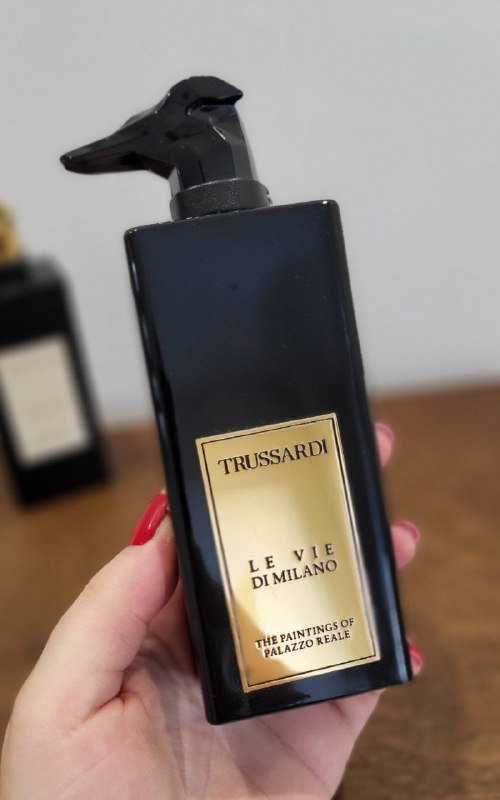 TRUSSARDI
LE VIE
DI MILANO
THE PAINTINGS OF
PALAZZO REALE